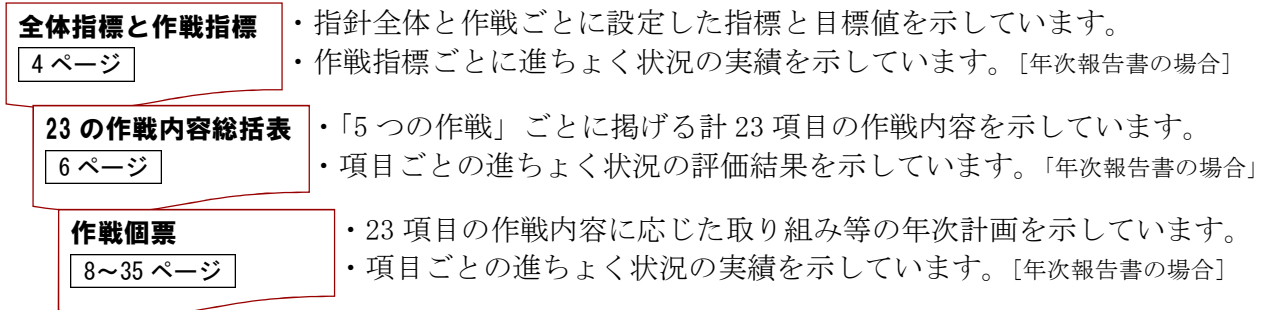 全体指標と作戦指標 ・指針全体と作戦ごとに設定した指標と目標値を示しています。
4 ページ ・作戦指標ごとに進ちょく状況の実績を示しています。[年次報告書の場合]
23 の作戦内容総括表 ・「5 つの作戦」ごとに掲げる計 23 項目の作戦内容を示しています。
6 ページ ・項目ごとの進ちょく状況の評価結果を示しています。「年次報告書の場合」
作戦個票 ・23 項目の作戦内容に応じた取り組み等の年次計画を示しています。
8~35 ページ ・項目ごとの進ちょく状況の実績を示しています。[年次報告書の場合]